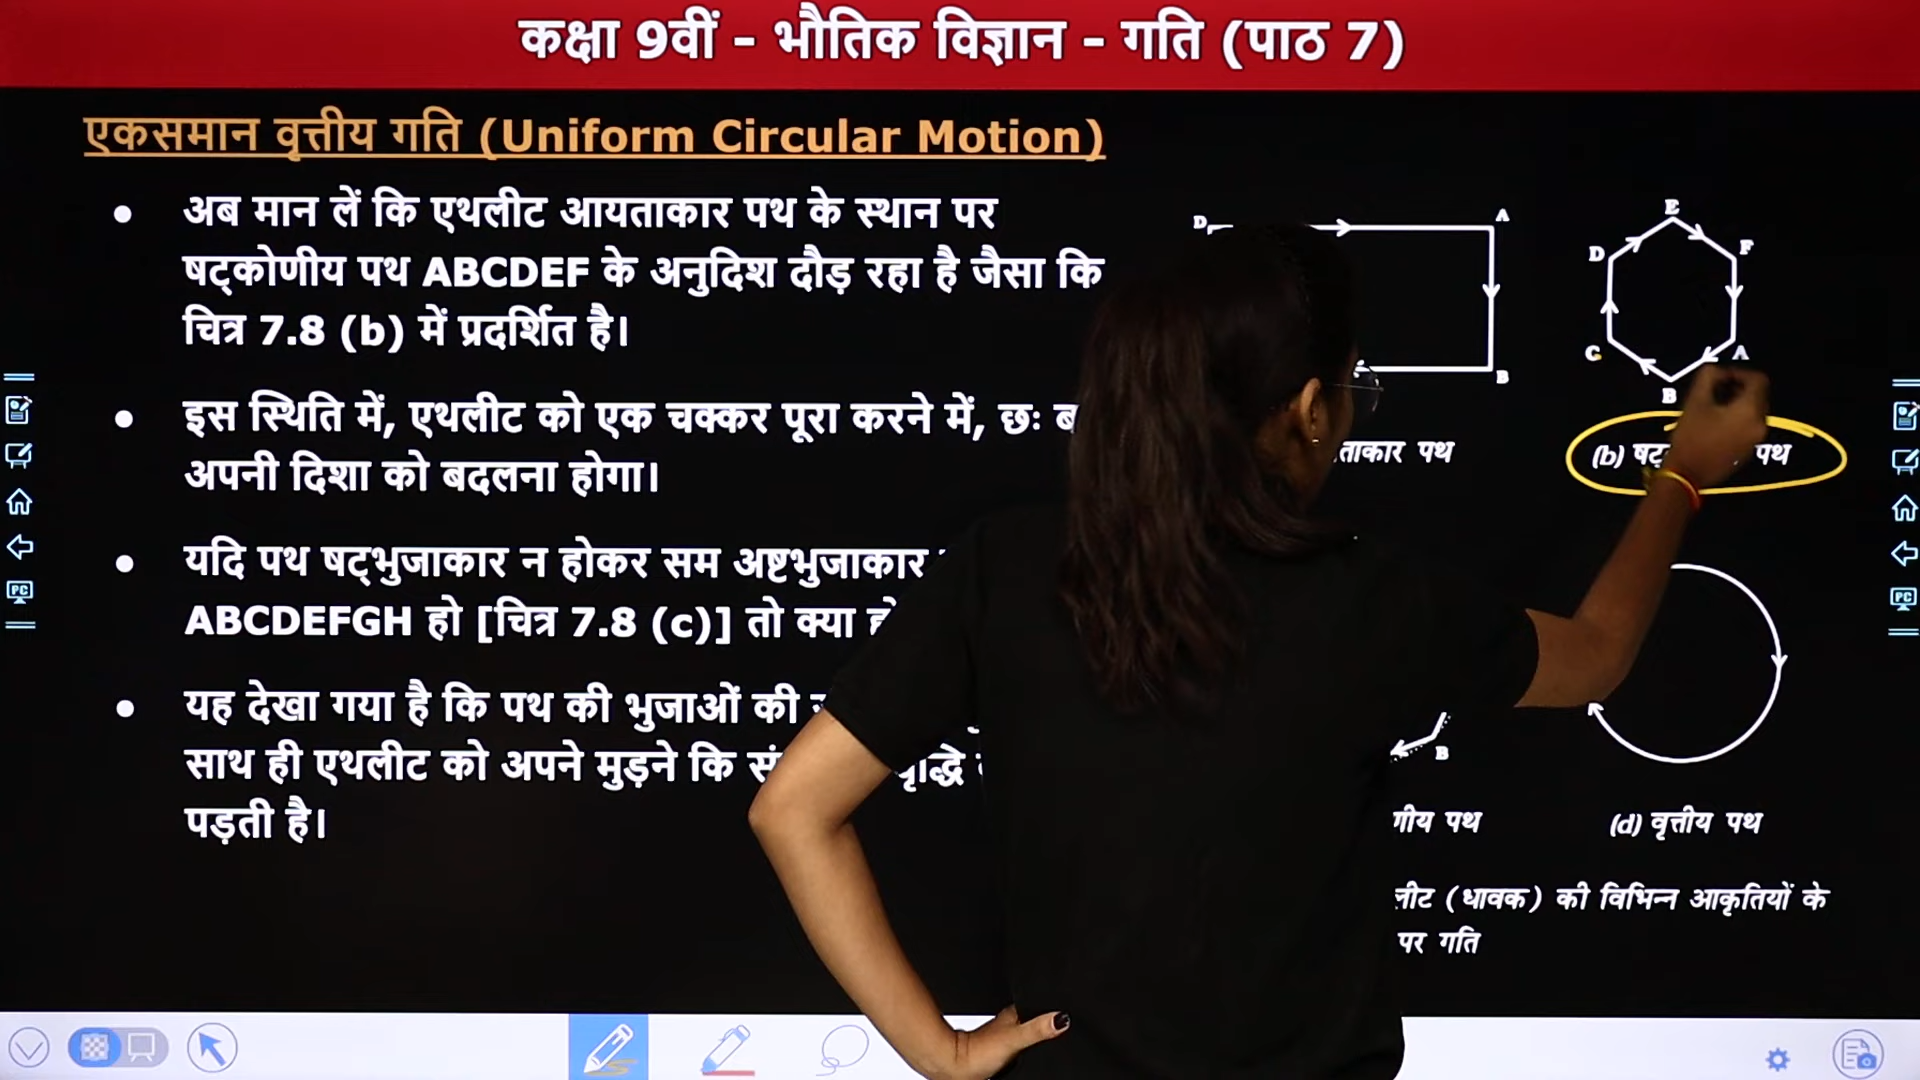 कक्षा 9वीं - भौतिक विज्ञान - गति (पाठ 7)
एकसमान वृत्तीय गति (Uniform Circular Motion)
अब मान लें कि एथलीट आयताकार पथ के स्थान पर
षट्कोणीय पथ ABCDEF के अनुदिश दौड़ रहा है जैसा कि
चित्र 7.8 (b) में प्रदर्शित है।
इस स्थिति में, एथलीट को एक चक्कर पूरा करने में, छः
अपनी दिशा को बदलना होगा।
यदि पथ षट्भुजाकार न होकर सम अष्टभुजाकार
ABCDEFGH हो [चित्र 7.8 (c)] तो क्या
यह देखा गया है कि पथ की भुजाओं की
साथ ही एथलीट को अपने मुड़ने कि
पड़ती है।
D A
B
E
D F
C A
B
ताकार पथ
(b) षट् पथ
B
गीय पथ
(d) वृत्तीय पथ
लीट (धावक) की विभिन्न आकृतियों के
पर गति
PC
PC